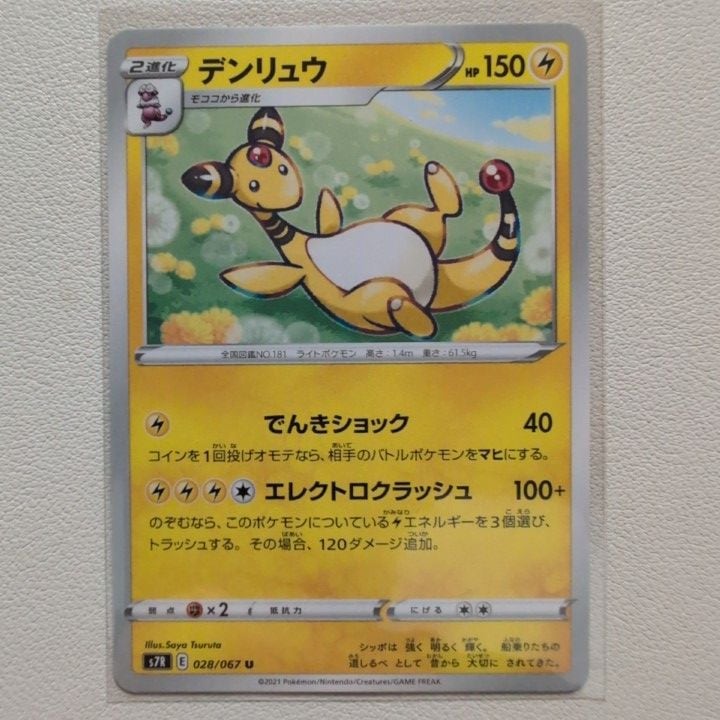 2進化
デンリュウ
HP 150
モココから進化
全国図鑑NO.181 ライトポケモン 高さ:1.4m 重さ:61.5kg
でんきショック 40
コインを1回投げオモテなら、相手のバトルポケモンをマヒにする。
エレクトロクラッシュ 100+
のぞむなら、このポケモンについているエネルギーを3個選び、
トラッシュする。その場合、120ダメージ追加。
弱点 ×2 抵抗力 にげる
Illus.Saya Tsuruta
シッポは 強く 明るく 輝く。 船乗りたちの
道しるべ として 昔から 大切に されてきた。
s7R E 028/067 U
©2021 Pokémon/Nintendo/Creatures/GAME FREAK